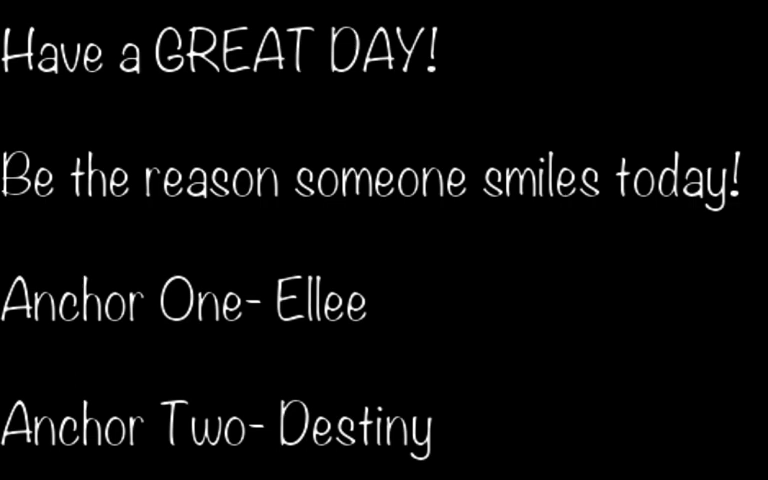 Have a GREAT DAY!
Be the reason someone smiles today!
Anchor One- Ellee
Anchor Two- Destiny